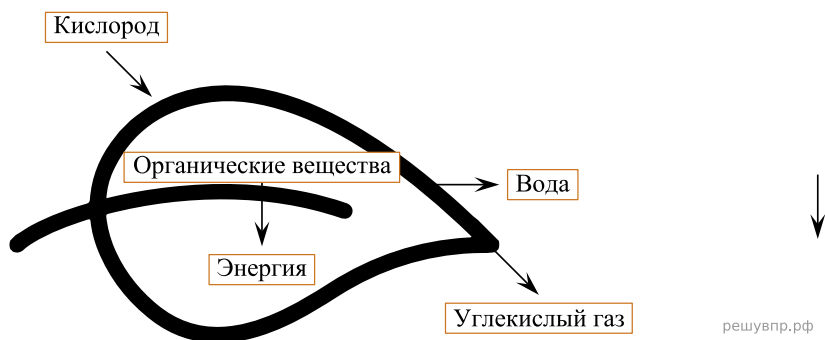 Кислород
Органические вещества
Вода
Энергия
Углекислый газ
решувпр.рф